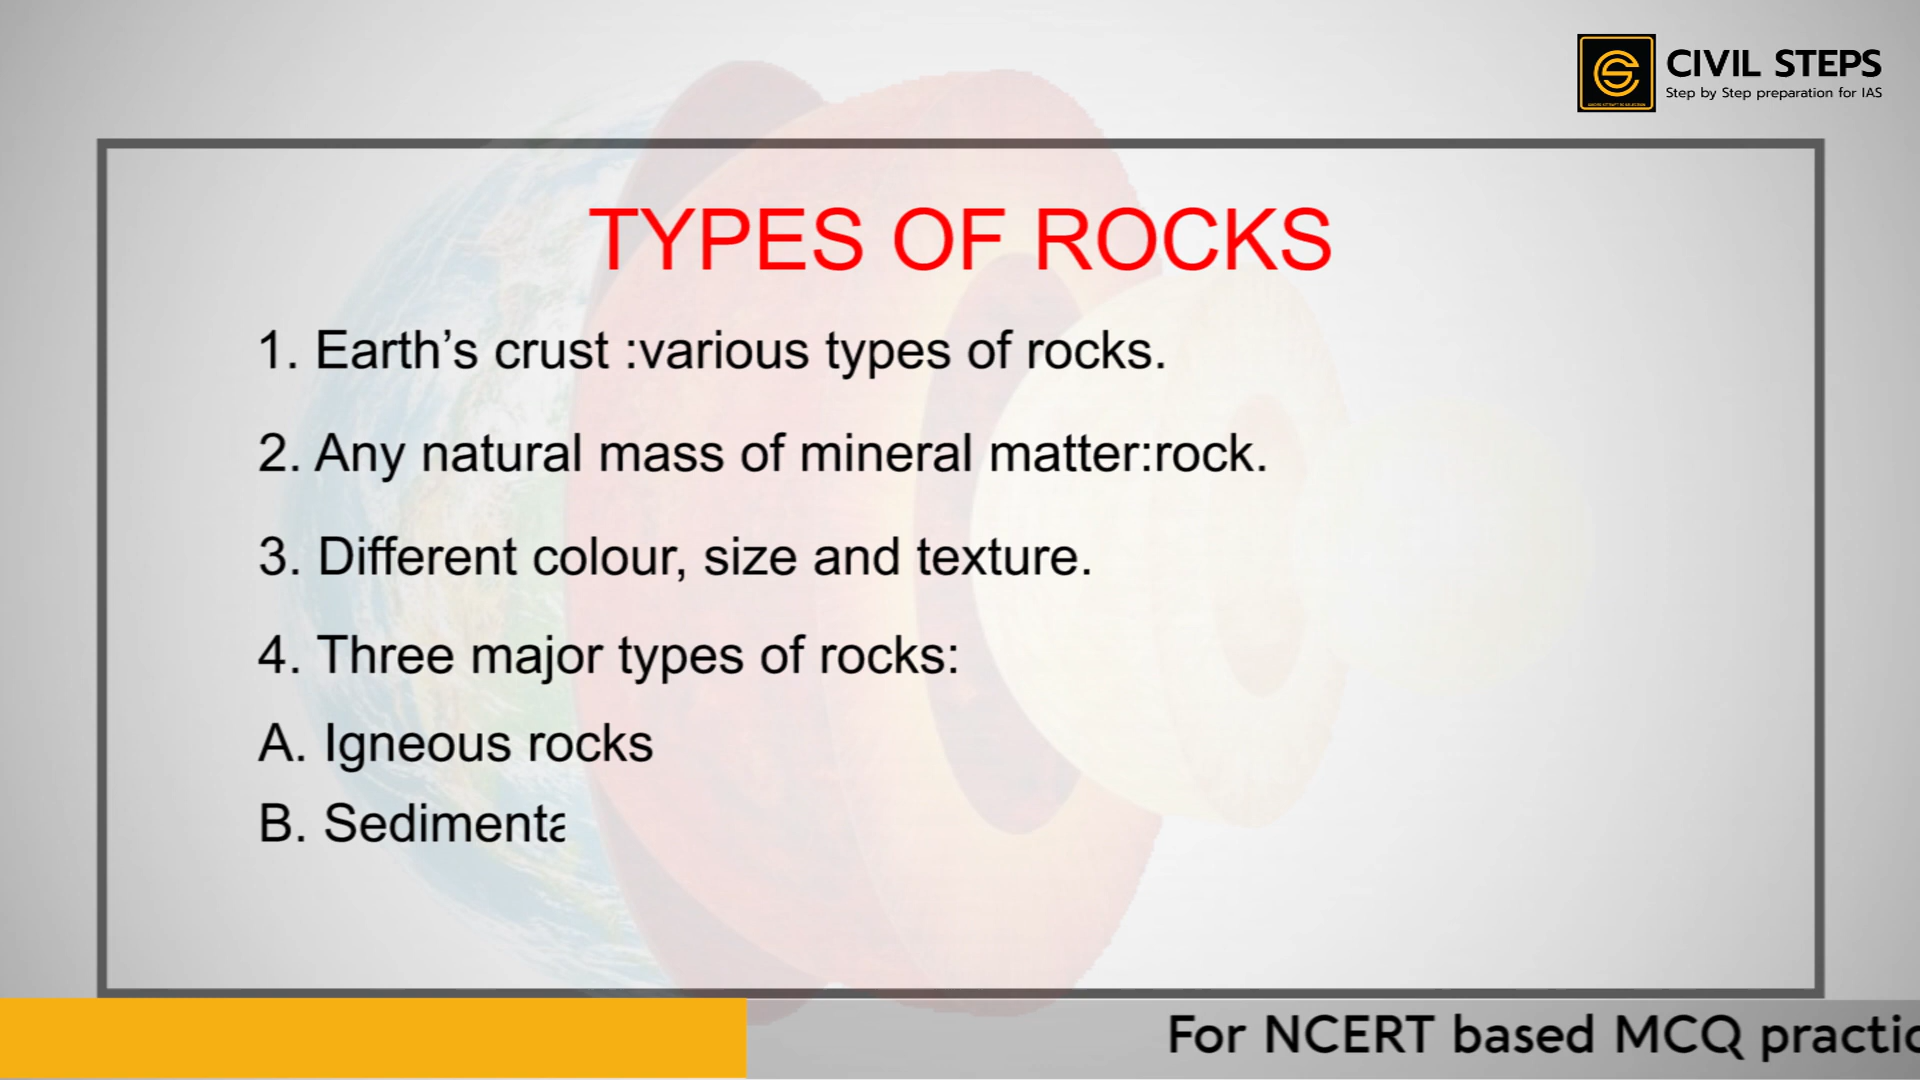 CIVIL STEPS
Step by Step preparation for IAS
TYPES OF ROCKS
1. Earth’s crust :various types of rocks.
2. Any natural mass of mineral matter:rock.
3. Different colour, size and texture.
4. Three major types of rocks:
A. Igneous rocks
B. Sedimenta
For NCERT based MCQ practic